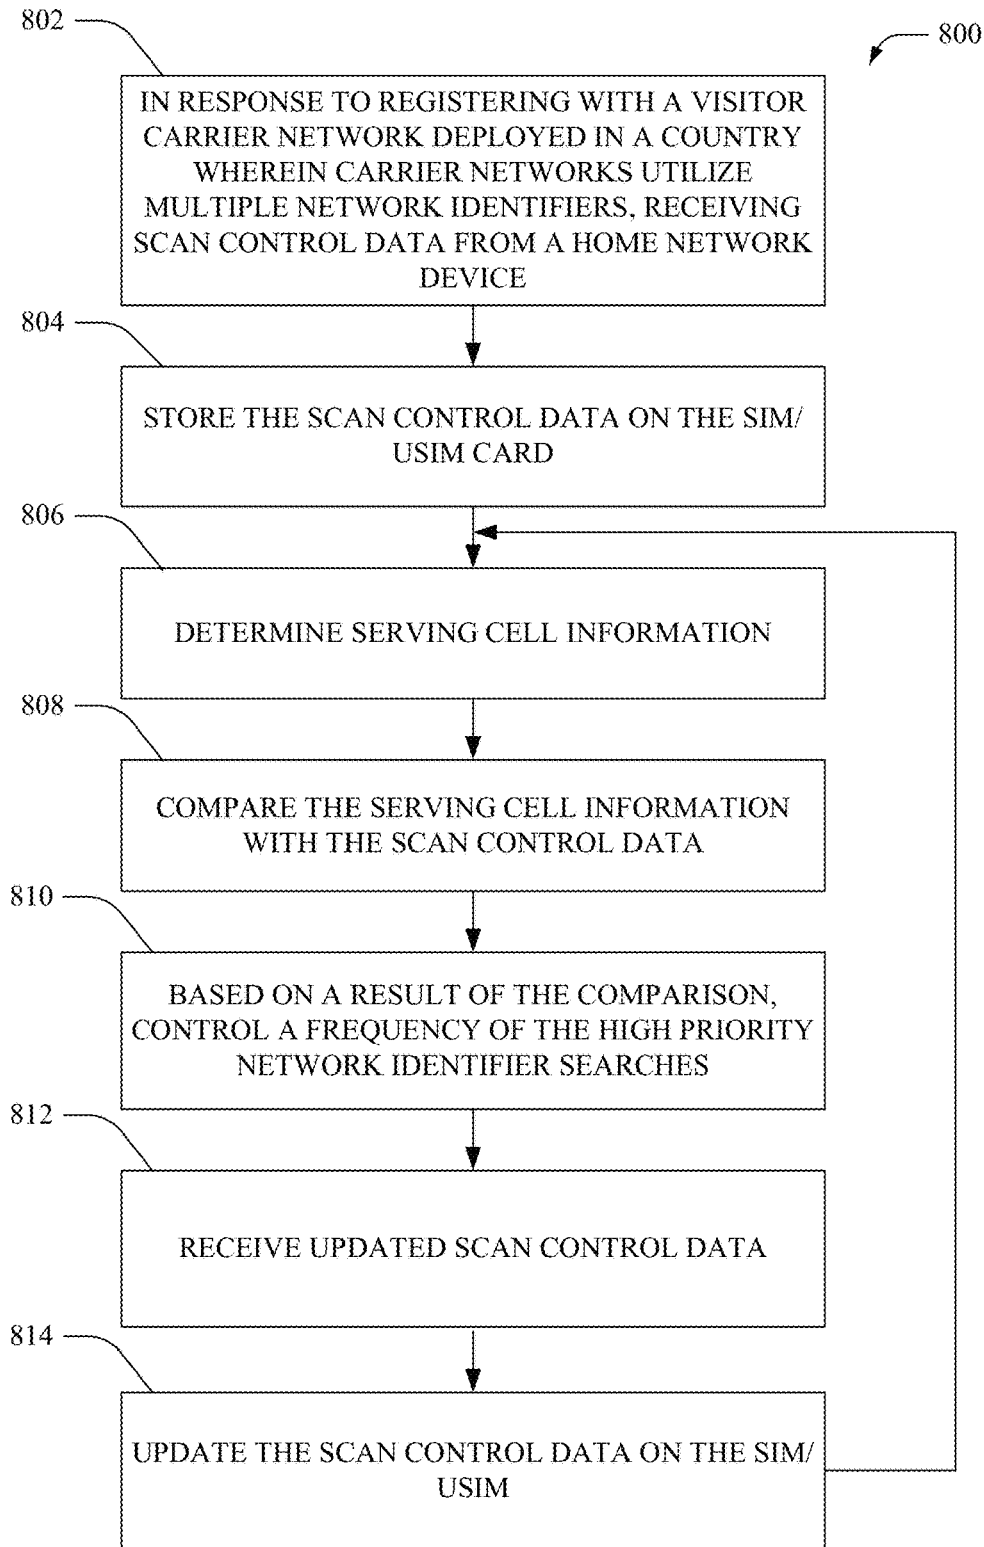 802
800
IN RESPONSE TO REGISTERING WITH A VISITOR
CARRIER NETWORK DEPLOYED IN A COUNTRY
WHEREIN CARRIER NETWORKS UTILIZE
MULTIPLE NETWORK IDENTIFIERS, RECEIVING
SCAN CONTROL DATA FROM A HOME NETWORK
DEVICE
804
STORE THE SCAN CONTROL DATA ON THE SIM/
USIM CARD
806
DETERMINE SERVING CELL INFORMATION
808
COMPARE THE SERVING CELL INFORMATION
WITH THE SCAN CONTROL DATA
810
BASED ON A RESULT OF THE COMPARISON,
CONTROL A FREQUENCY OF THE HIGH PRIORITY
NETWORK IDENTIFIER SEARCHES
812
RECEIVE UPDATED SCAN CONTROL DATA
814
UPDATE THE SCAN CONTROL DATA ON THE SIM/
USIM